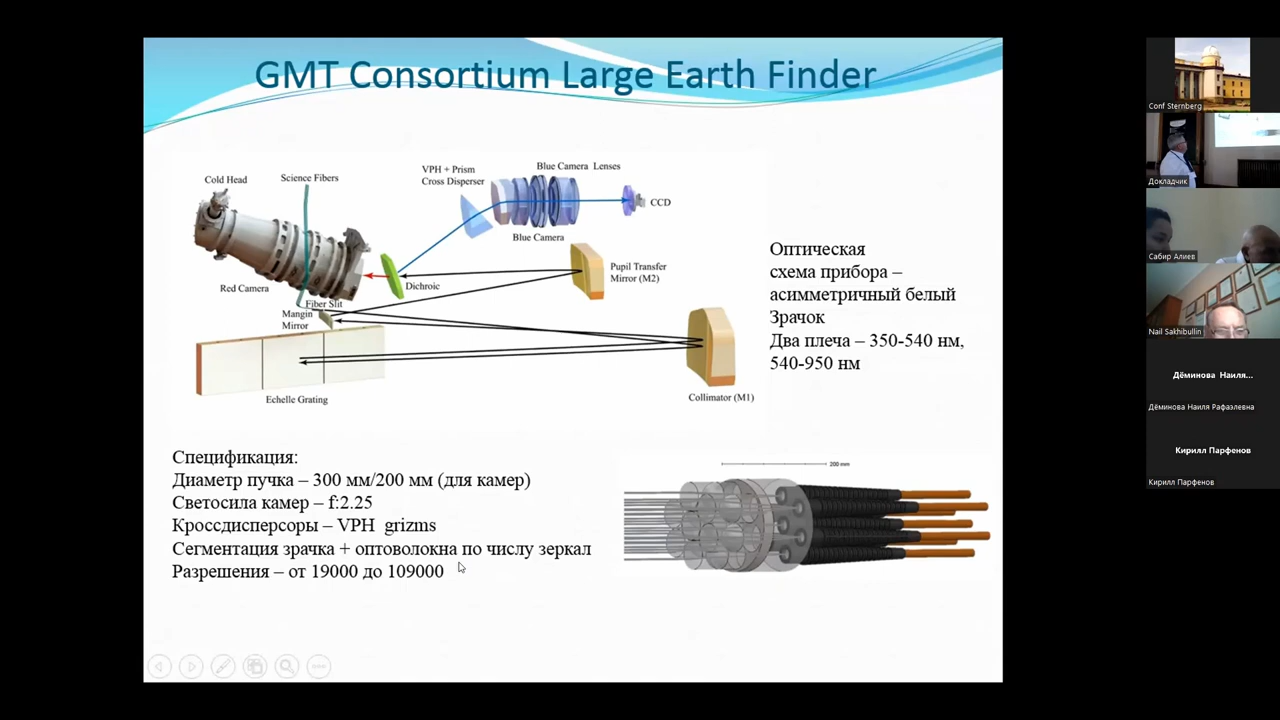 GMT Consortium Large Earth Finder
Cold Head
Science Fibers
VPH + Prism
Cross Disperser
Blue Camera Lenses
CCD
Blue Camera
Pupil Transfer
Mirror (M2)
Dichroic
Red Camera
Fiber Slit
Mangin
Mirror
Echelle Grating
Collimator (M1)
Оптическая
схема прибора –
асимметричный белый
Зрачок
Два плеча – 350-540 нм,
540-950 нм
Спецификация:
Диаметр пучка – 300 мм/200 мм (для камер)
Светосила камер – f:2.25
Кроссдисперсоры – VPH grizms
Сегментация зрачка + оптоволокна по числу зеркал
Разрешения – от 19000 до 109000
200 mm
Conf Sternberg
Докладчик
Сабир Алиев
Nail Sakhibullin
Дёминова Наиля...
Дёминова Наиля Рафаэлевна
Кирилл Парфенов
Кирилл Парфенов